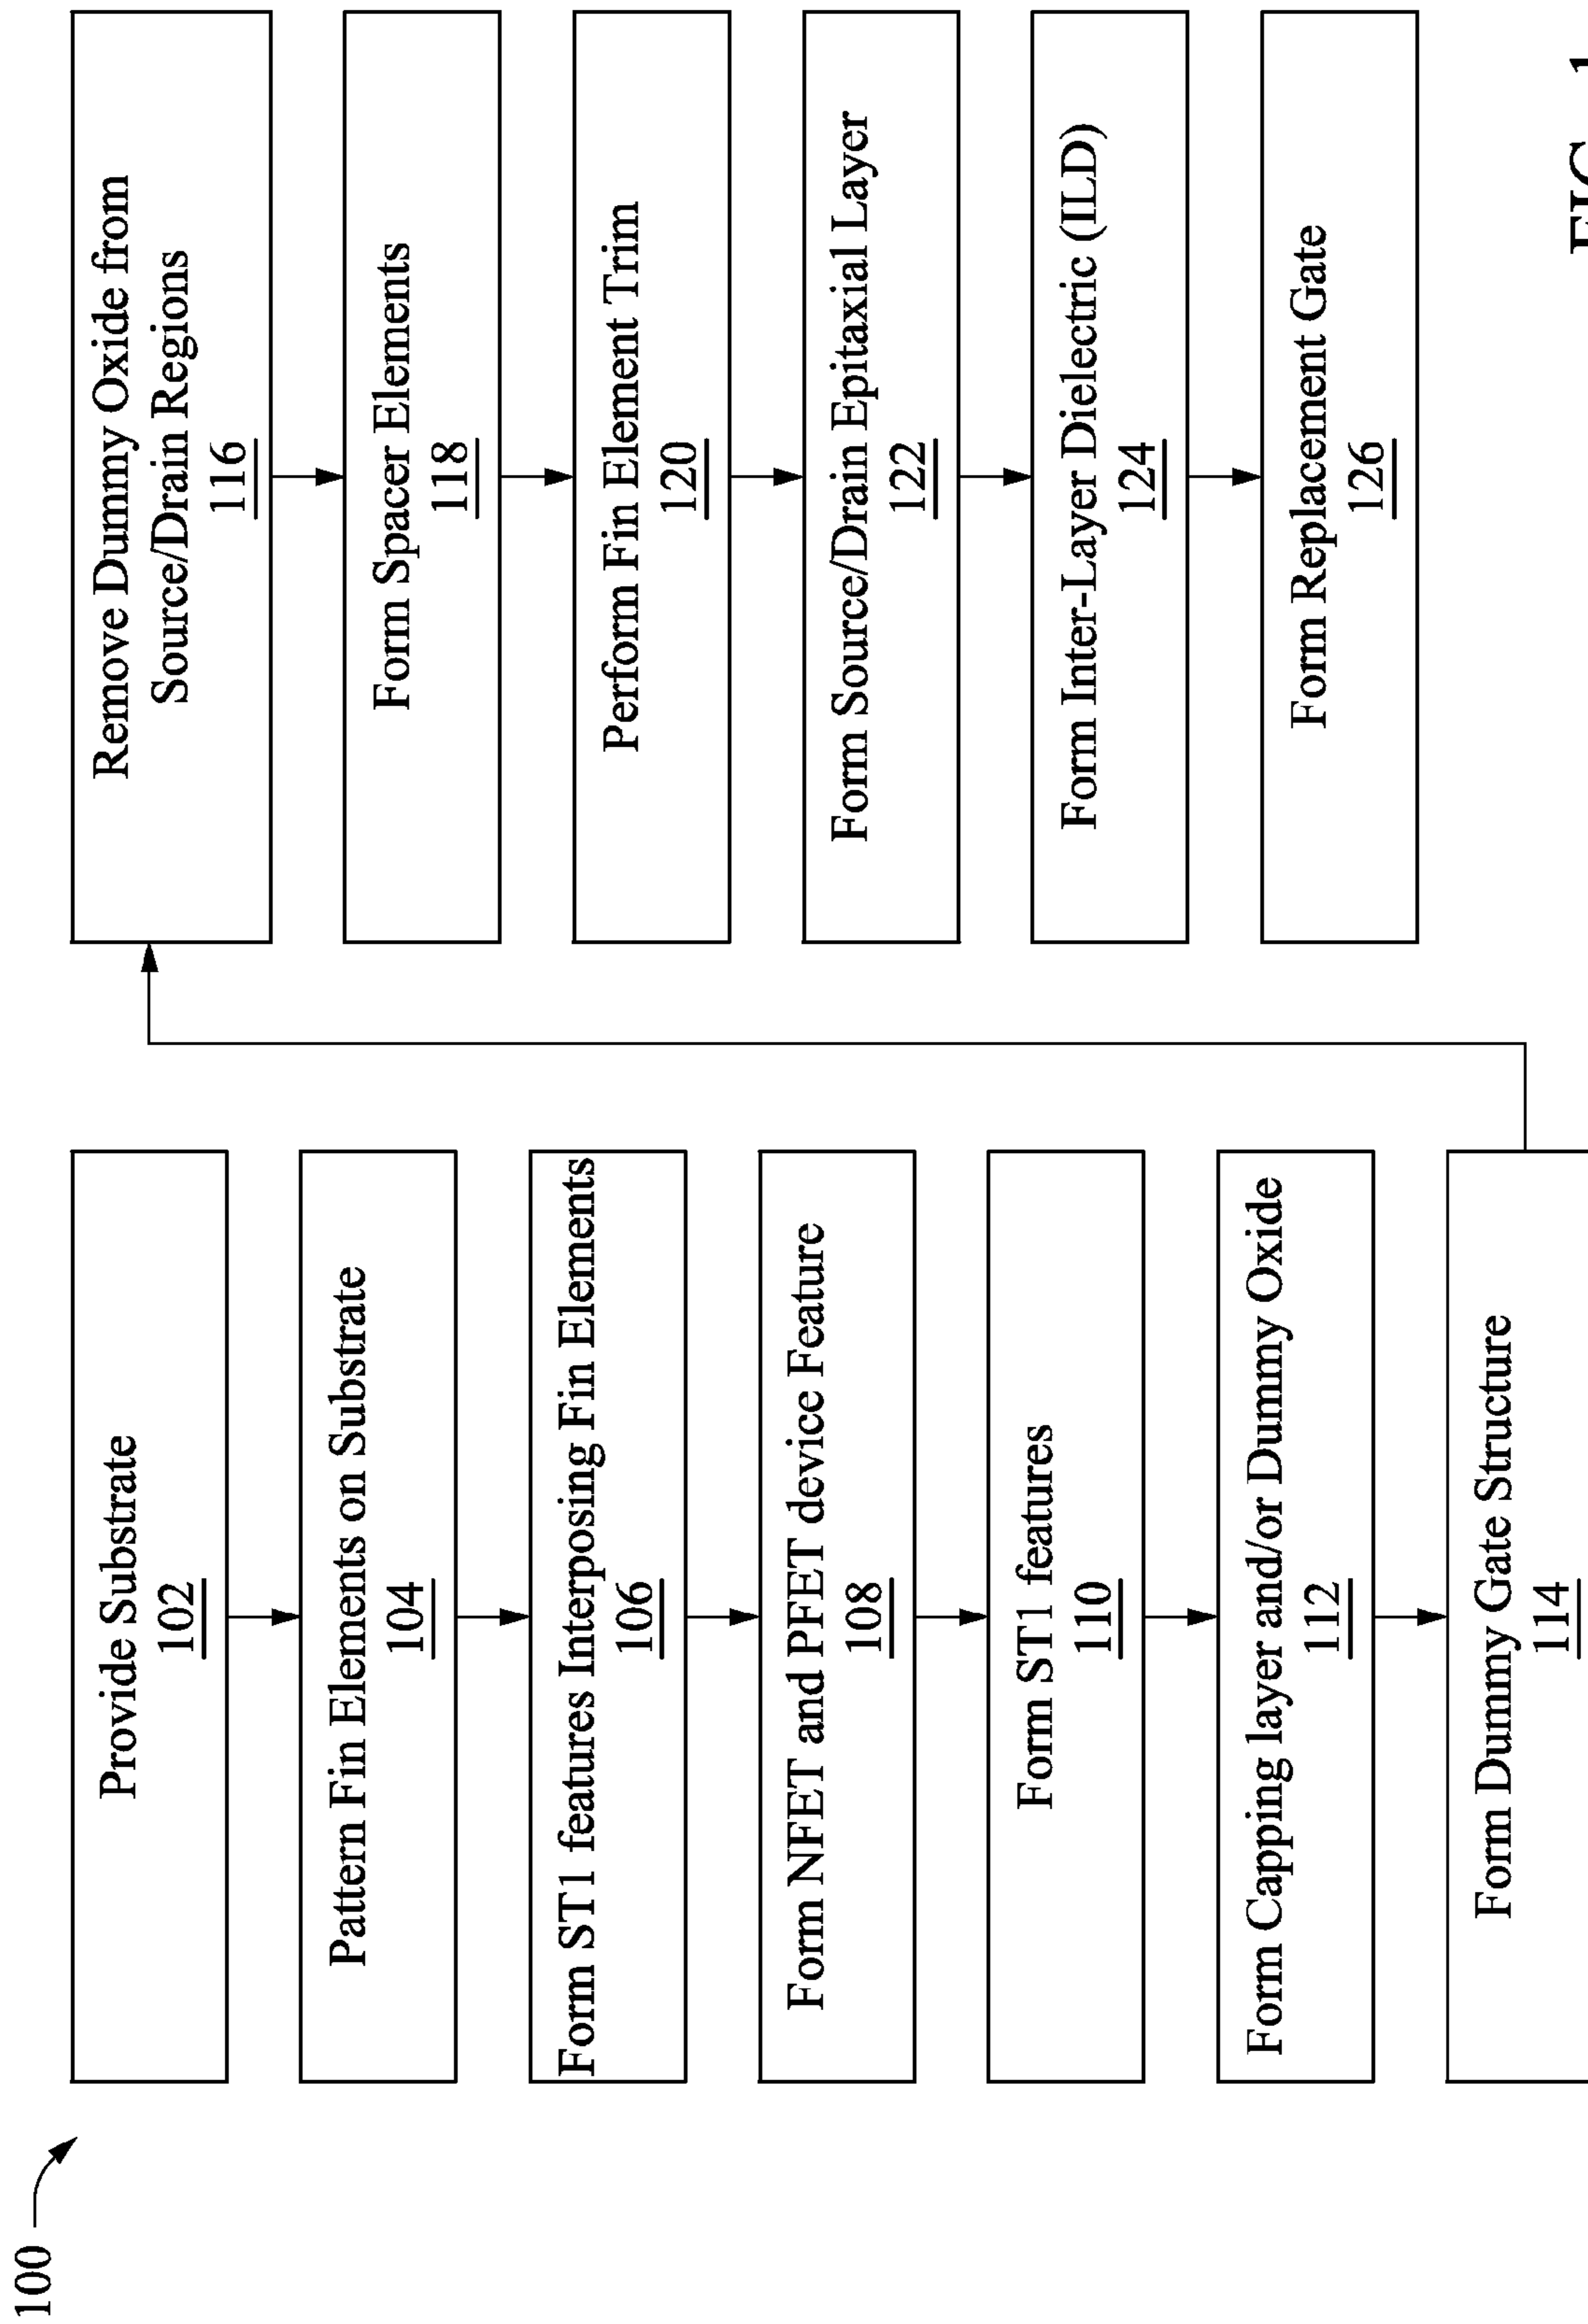 100
Provide Substrate
102
Pattern Fin Elements on Substrate
104
Form ST1 features Interposing Fin Elements
106
Form NFET and PFET device Feature
108
Form ST1 features
110
Form Capping layer and/or Dummy Oxide
112
Form Dummy Gate Structure
114
Remove Dummy Oxide from
Source/Drain Regions
116
Form Spacer Elements
118
Perform Fin Element Trim
120
Form Source/Drain Epitaxial Layer
122
Form Inter-Layer Dielectric (ILD)
124
Form Replacement Gate
126
FIG. 1